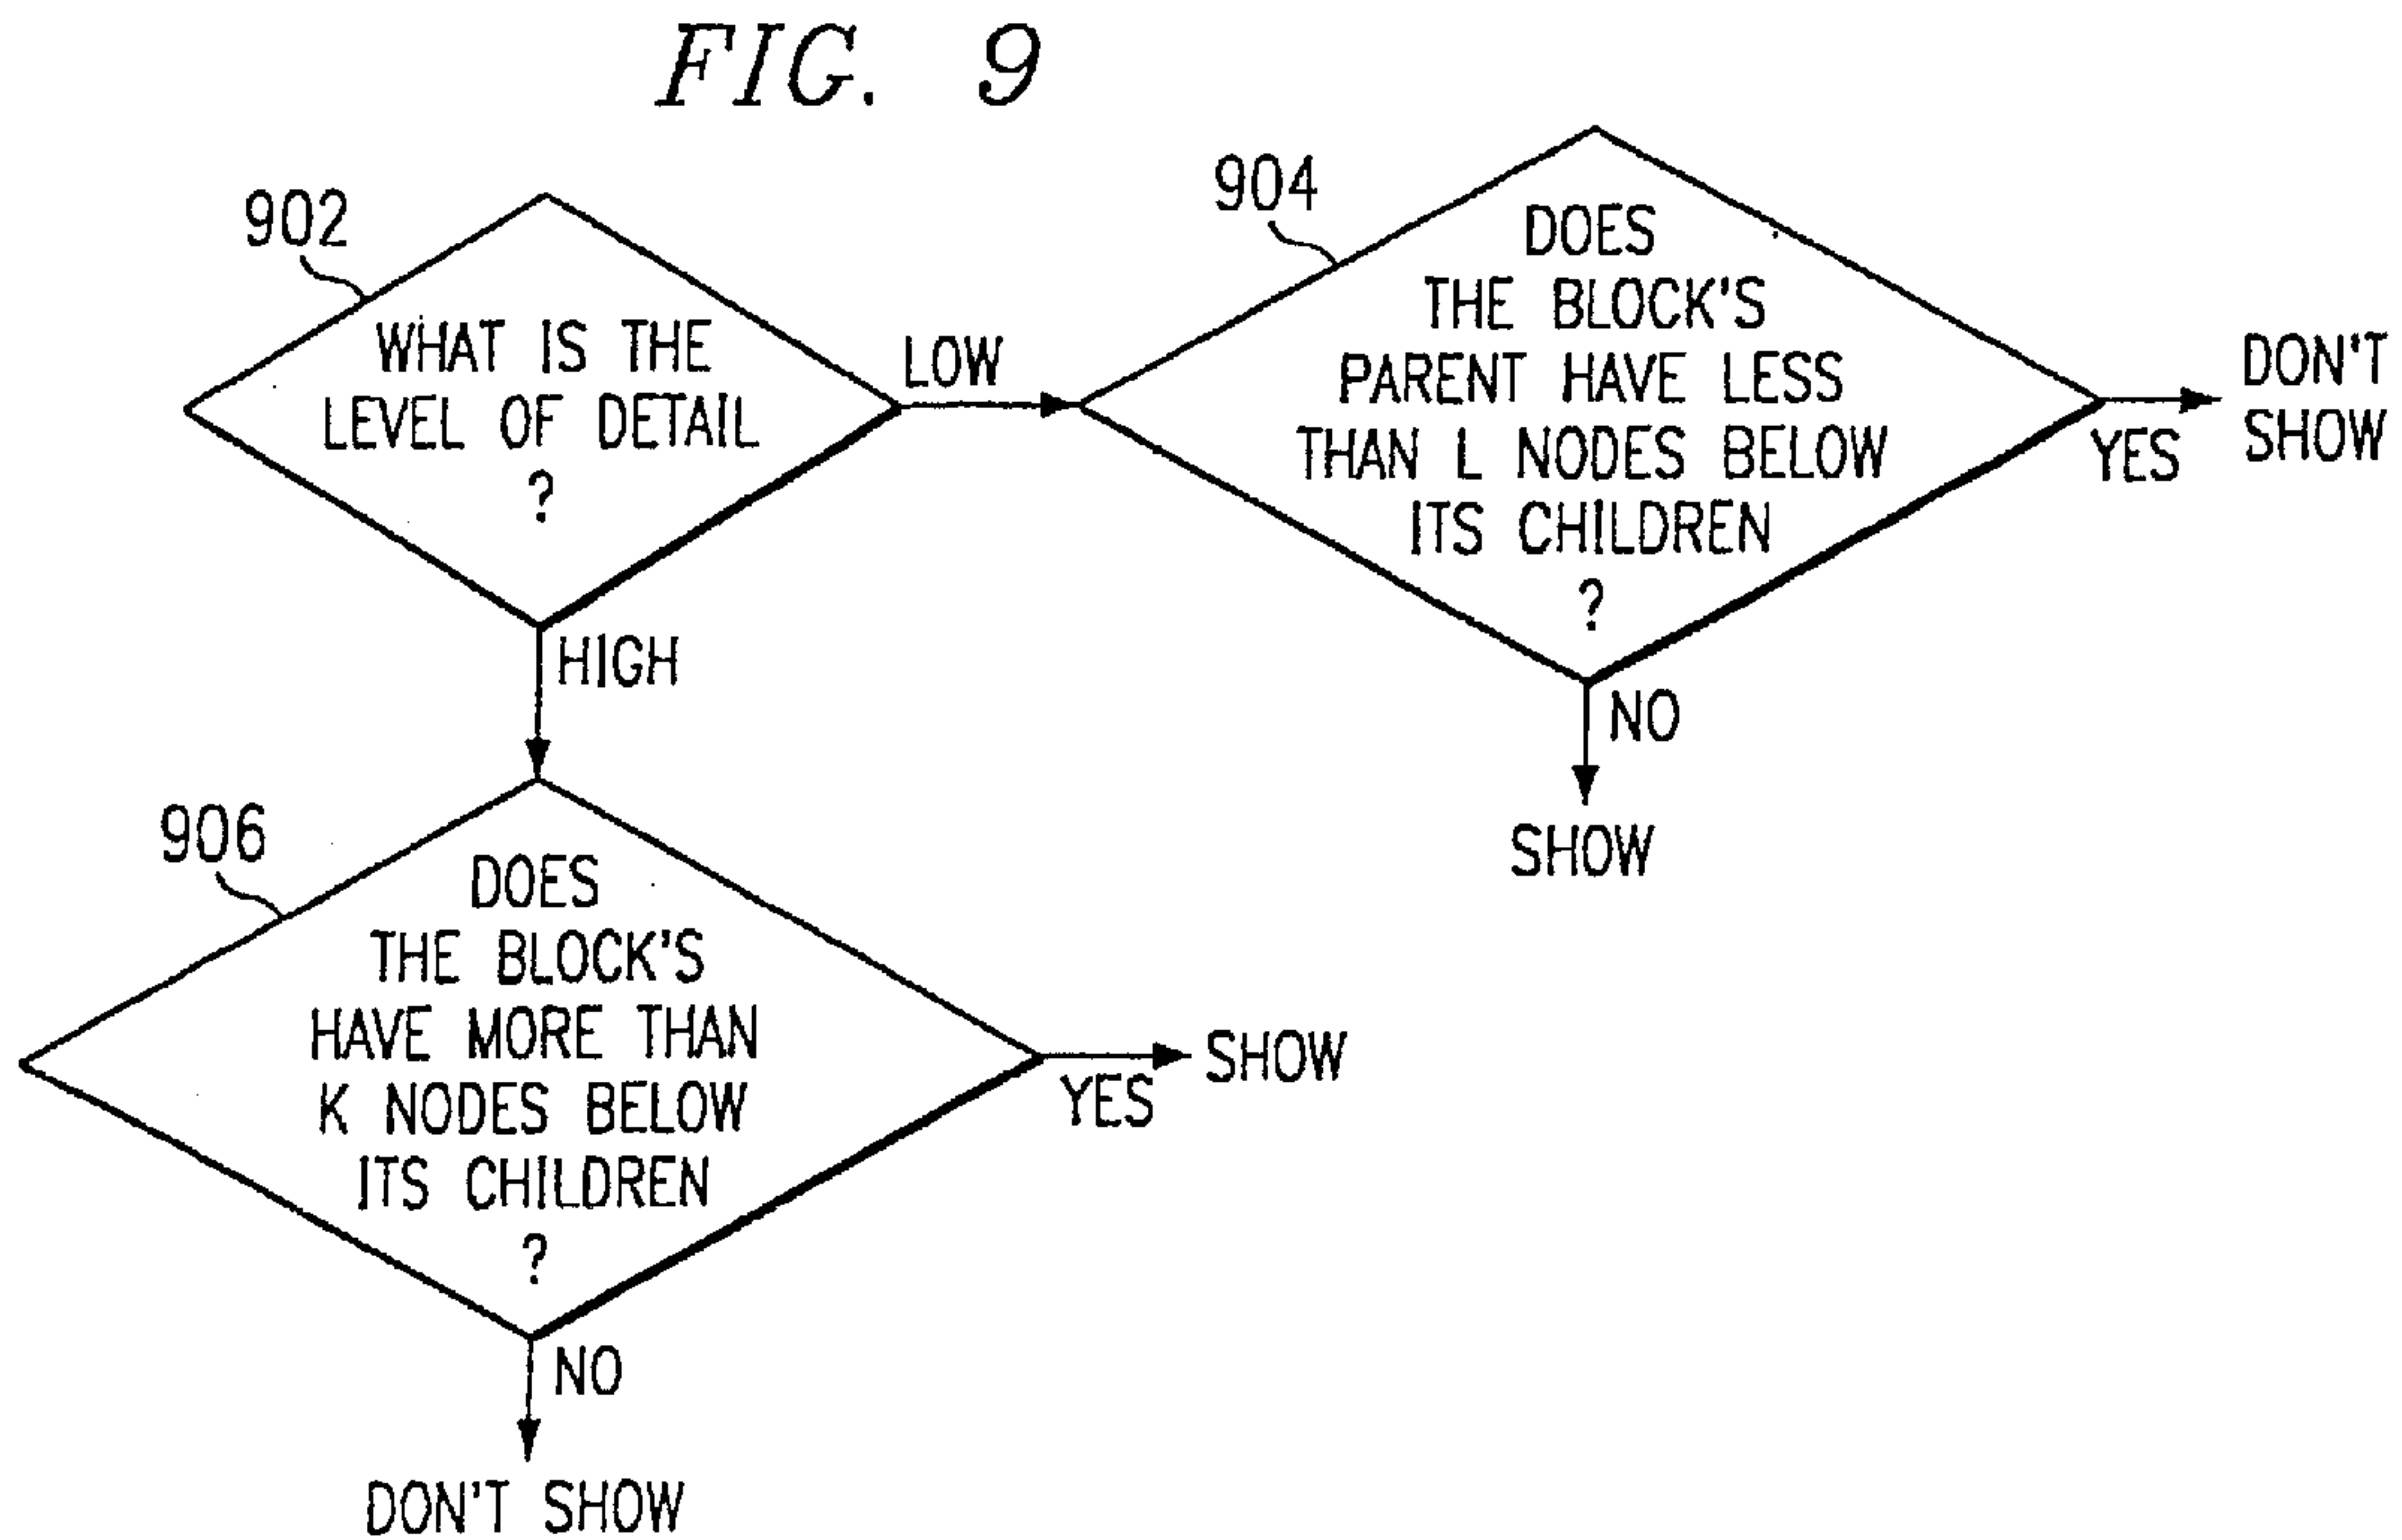 FIG. 9
902
WHAT IS THE
LEVEL OF DETAIL
?
LOW
HIGH
904
DOES
THE BLOCK'S
PARENT HAVE LESS
THAN L NODES BELOW
ITS CHILDREN
?
YES
DON'T
SHOW
NO
SHOW
906
DOES
THE BLOCK'S
HAVE MORE THAN
K NODES BELOW
ITS CHILDREN
?
YES
SHOW
NO
DON'T SHOW